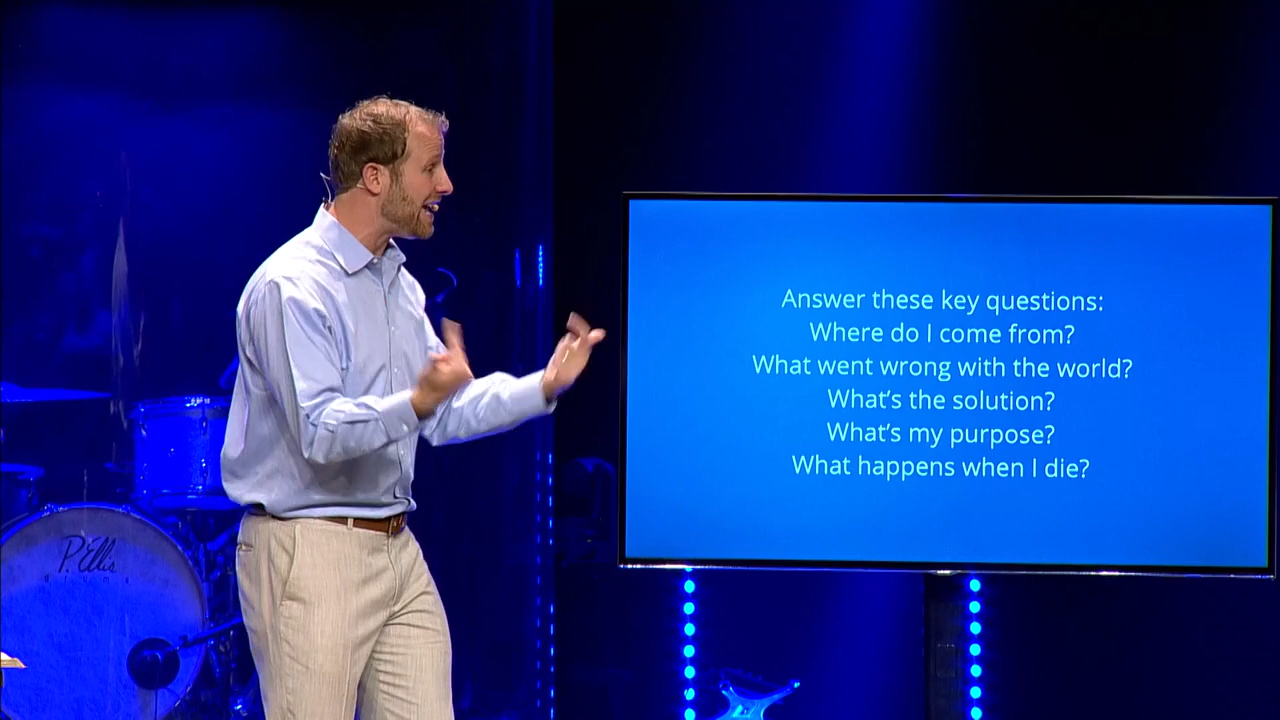 Answer these key questions:
Where do I come from?
What went wrong with the world?
What's the solution?
What's my purpose?
What happens when I die?
P. Ellis
drums